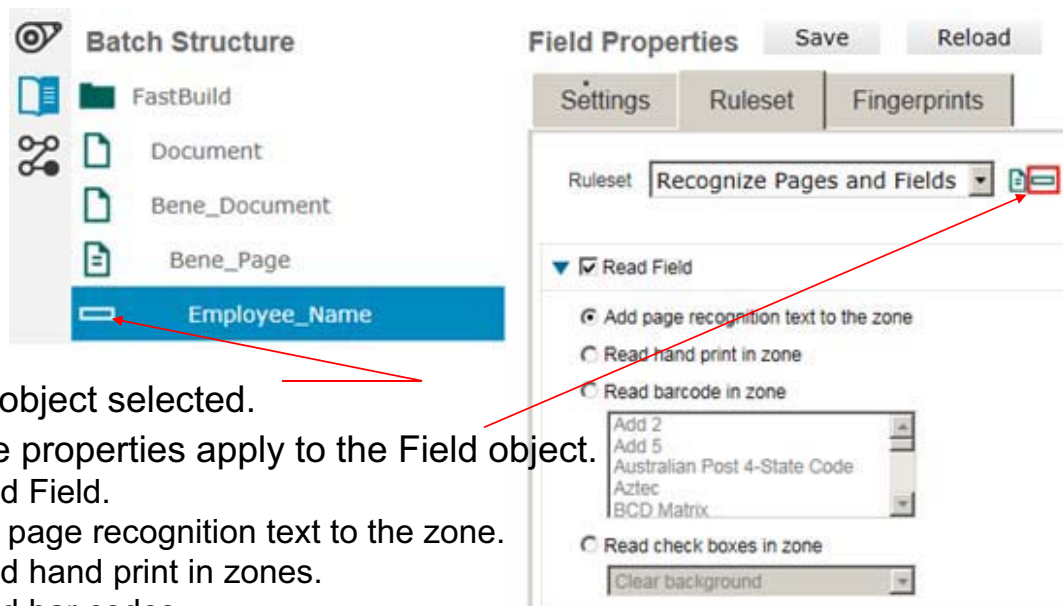 Batch Structure
FastBuild
Document
Bene_Document
Bene_Page
Employee_Name
Field Properties Save Reload
Settings Ruleset Fingerprints
Ruleset Recognize Pages and Fields
Read Field
Add page recognition text to the zone
Read hand print in zone
Read barcode in zone
Add 2
Add 5
Australian Post 4-State Code
Aztec
BCD Matrix
Read check boxes in zone
Clear background
object selected.
properties apply to the Field object.
Field.
page recognition text to the zone.
hand print in zones.